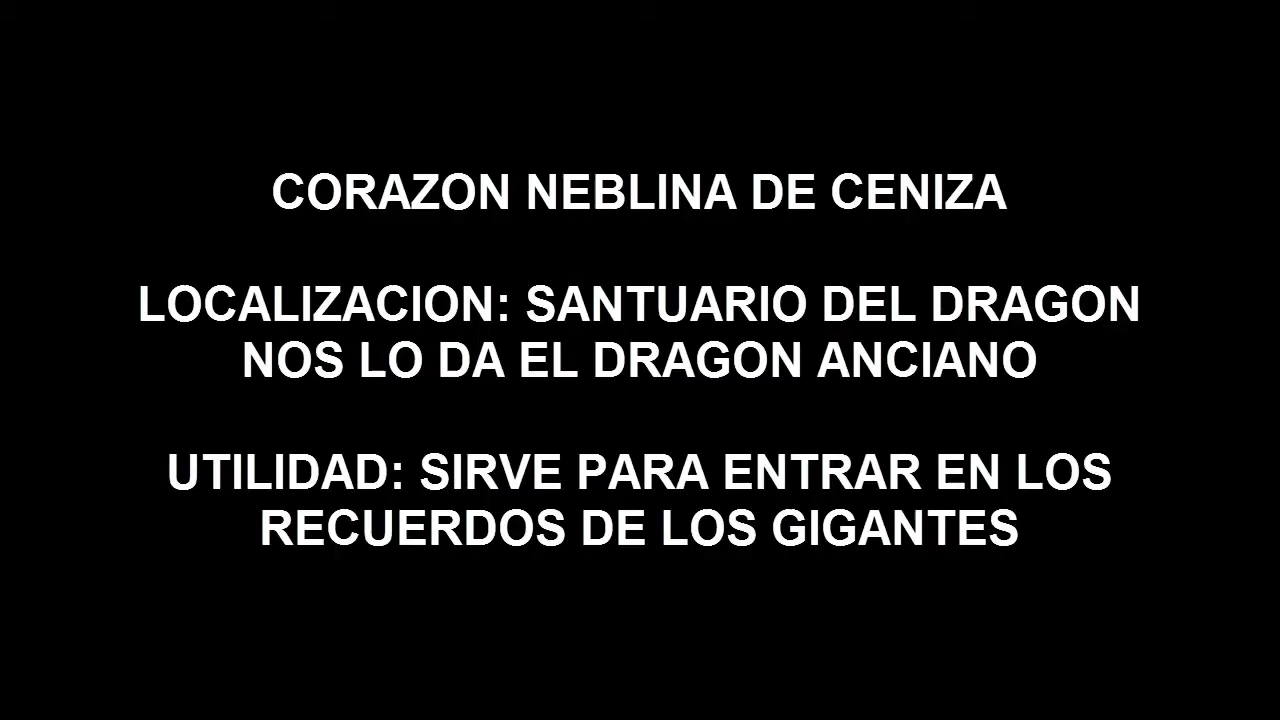 CORAZON NEBLINA DE CENIZA
LOCALIZACION: SANTUARIO DEL DRAGON
NOS LO DA EL DRAGON ANCIANO
UTILIDAD: SIRVE PARA ENTRAR EN LOS
RECUERDOS DE LOS GIGANTES